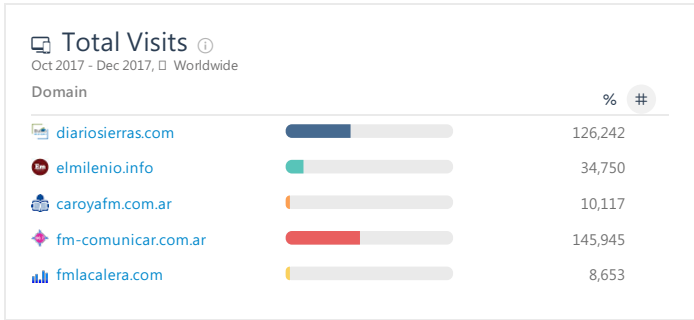 Total Visits
Oct 2017 - Dec 2017, Worldwide
Domain % #
diariosierras.com 126,242
Em elmilenio.info 34,750
caroyafm.com.ar 10,117
fm-comunicar.com.ar 145,945
fmlacalera.com 8,653